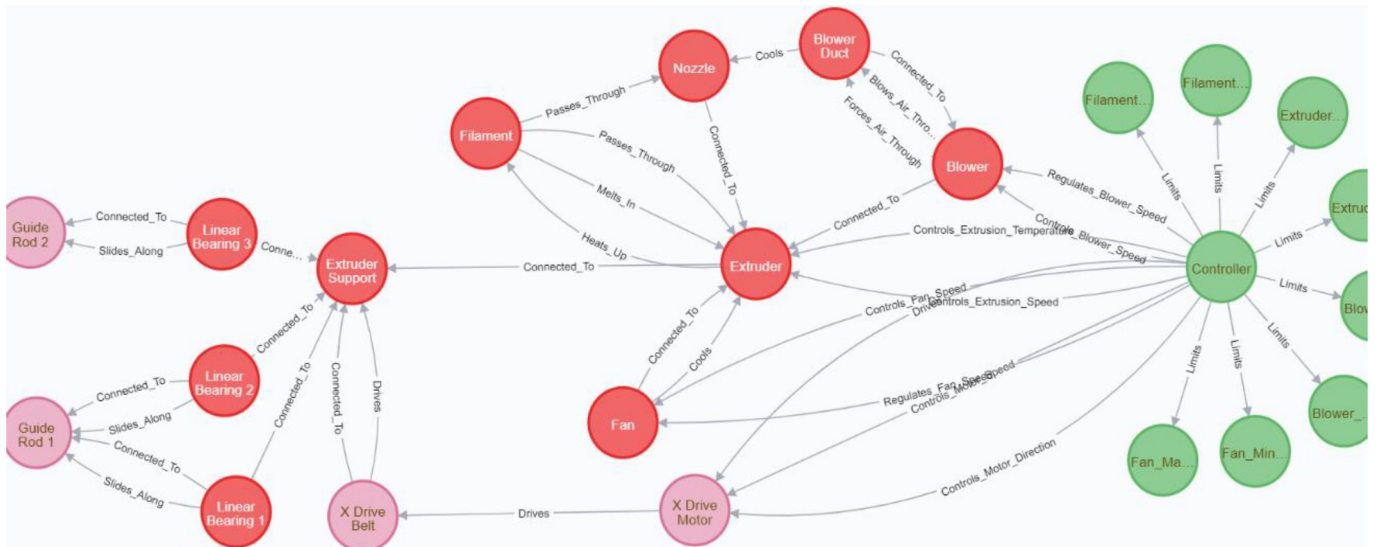 Blower
Duct
Nozzle
Cools
Connected_To
Blows_Air_Thro...
Forces_Air_Through
Filament...
Filament...
Extruder...
Passes_Through
Filament
Passes_Through
Connected_To
Blower
Melts_In
Heats_Up
Limits
Limits
Limits
Regulates_Blower_Speed
Controls_Blower_Speed
Connected_To
Controls_Extrusion_Temperature
Guide
Rod 2
Connected_To
Slides_Along
Linear
Bearing 3
Conne...
Extruder
Support
Connected_To
Extruder
Controller
Limits
Extruc
Limits
Blow
Controls_Fan_Speed
Controls_Extrusion_Speed
Drives
Connected_To
Cools
Limits
Limits
Limits
Connected_To
Linear
Bearing 2
Connected_To
Slides_Along
Guide
Rod 1
Connected_To
Slides_Along
Connected_To
Connected_To
Drives
Fan
Regulates_Fan_Speed
Controls_Motor_Speed
Blower_...
Fan_Ma...
Fan_Min...
Controls_Motor_Direction
Linear
Bearing 1
X Drive
Belt
Drives
X Drive
Motor